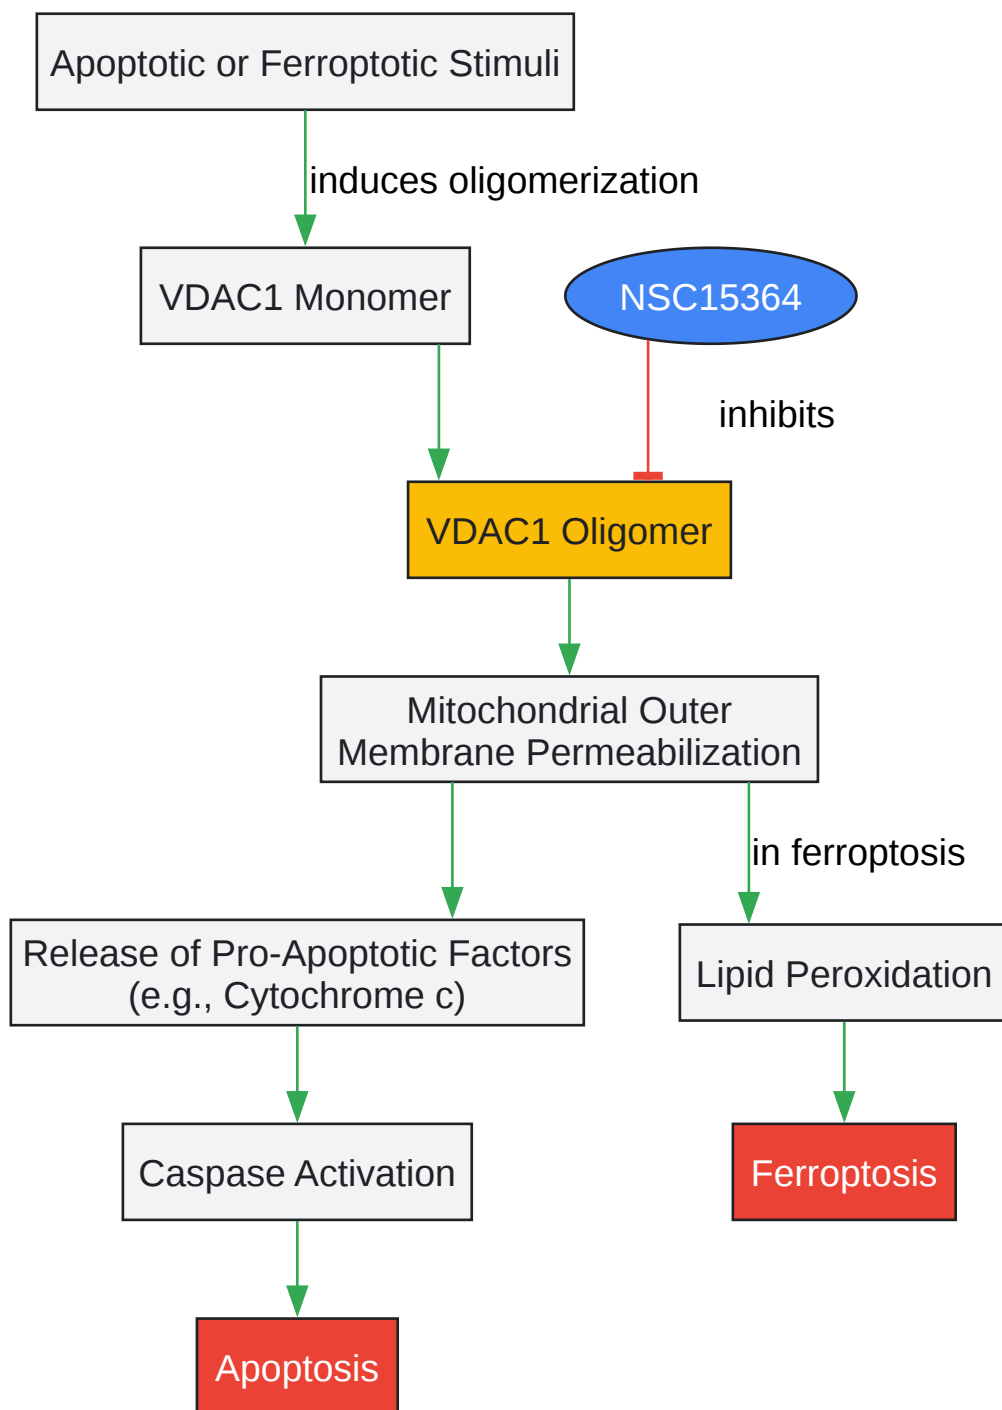 Apoptotic or Ferroptotic Stimuli
induces oligomerization
VDAC1 Monomer
NSC15364
inhibits
VDAC1 Oligomer
Mitochondrial Outer
Membrane Permeabilization
in ferroptosis
Release of Pro-Apoptotic Factors
(e.g., Cytochrome c)
Lipid Peroxidation
Caspase Activation
Ferroptosis
Apoptosis